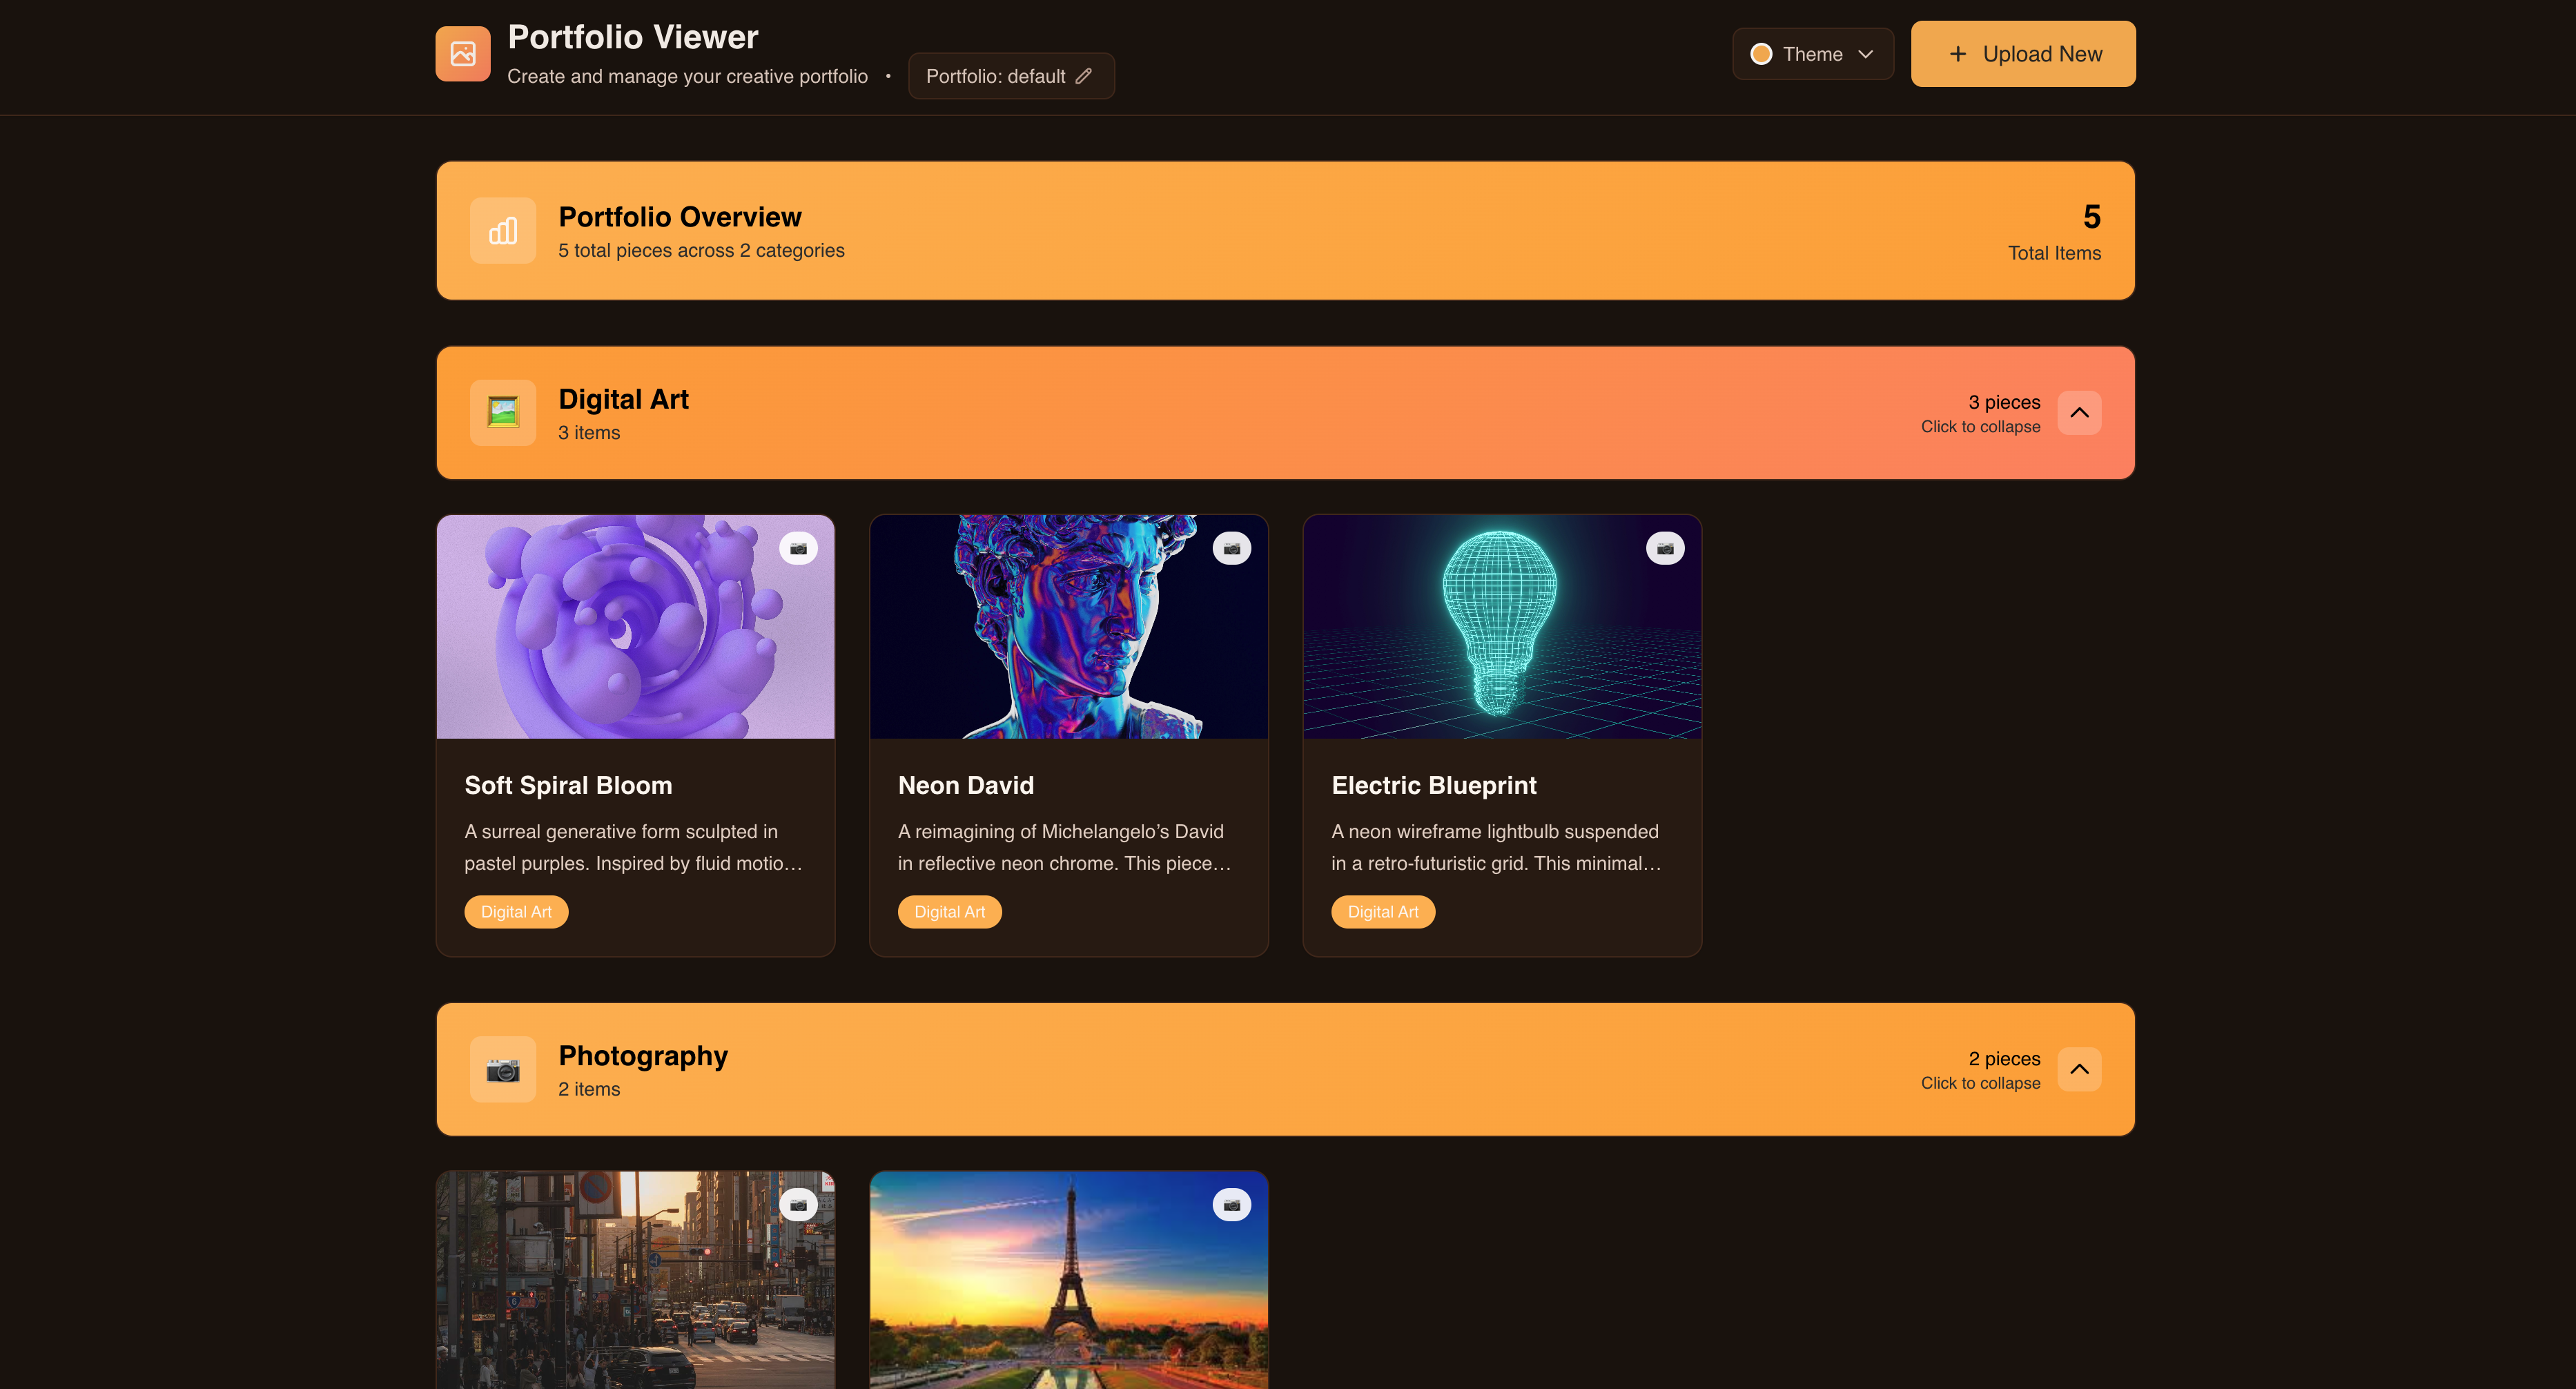 Portfolio Viewer
Create and manage your creative portfolio • Portfolio: default
Theme
Upload New
Portfolio Overview
5 total pieces across 2 categories
5
Total Items
Digital Art
3 items
3 pieces
Click to collapse
Soft Spiral Bloom
A surreal generative form sculpted in
pastel purples. Inspired by fluid motio…
Digital Art
Neon David
A reimagining of Michelangelo’s David
in reflective neon chrome. This piece…
Digital Art
Electric Blueprint
A neon wireframe lightbulb suspended
in a retro-futuristic grid. This minimal…
Digital Art
Photography
2 items
2 pieces
Click to collapse